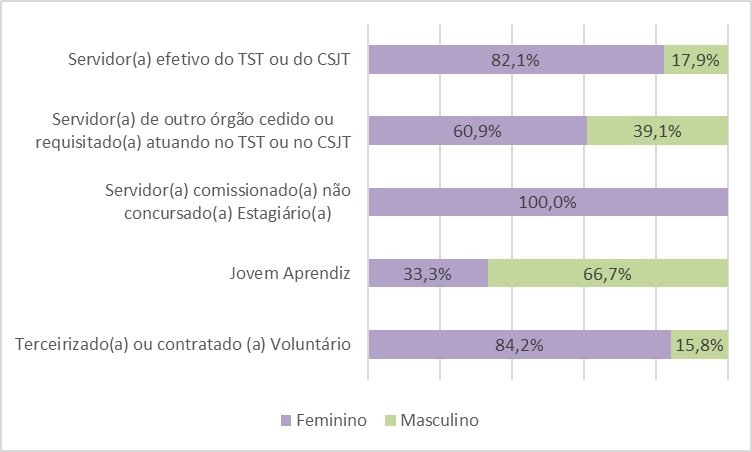 Servidor(a) efetivo do TST ou do CSJT
82,1%
17,9%
Servidor(a) de outro órgão cedido ou
requisitado(a) atuando no TST ou no CSJT
60,9%
39,1%
Servidor(a) comissionado(a) não
concursado(a) Estagiário(a)
100,0%
Jovem Aprendiz
33,3%
66,7%
Terceirizado(a) ou contratado (a) Voluntário
84,2%
15,8%
Feminino
Masculino